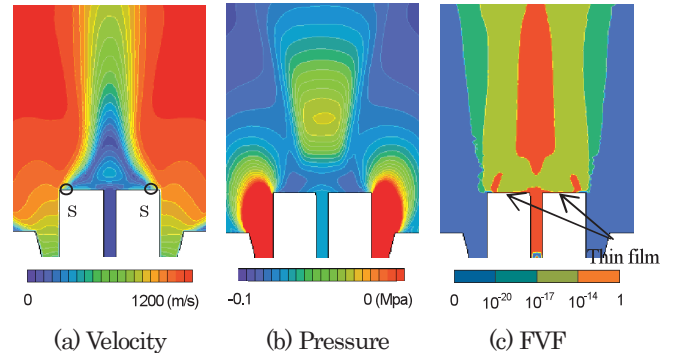 S S
Thin film
0 1200 (m/s)
-0.1 0 (Mpa)
0 10⁻²⁰ 10⁻¹⁷ 10⁻¹⁴ 1
(a) Velocity
(b) Pressure
(c) FVF